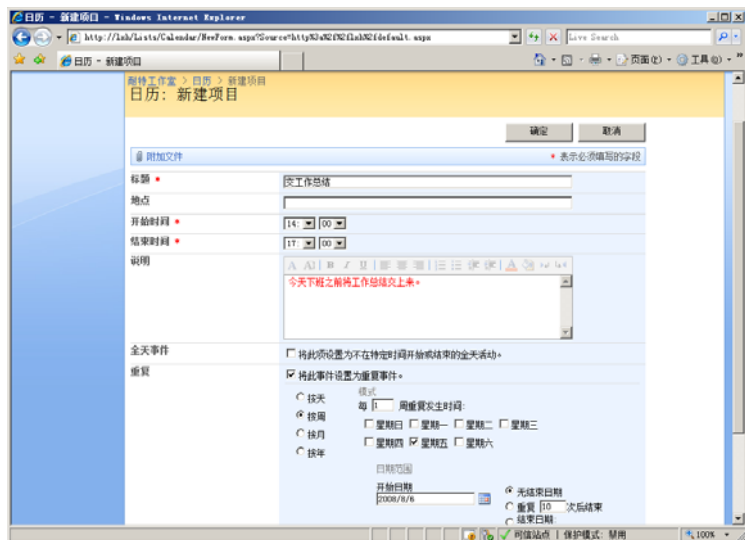 日历 - 新建项目 - Windows Internet Explorer
http://lnh/Lists/Calendar/NewForm.aspx?Source=http%3a%2f%2flnh%2fdefault.aspx
Live Search
日历 - 新建项目
页面(P) 工具(O)
耐特工作室 > 日历 > 新建项目
日历: 新建项目
确定 取消
附加文件
* 表示必须填写的字段
标题 * 交工作总结
地点
开始时间 * 14: 00
结束时间 * 17: 00
说明
今天下班之前将工作总结交上来。
全天事件 将此项设置为不在特定时间开始或结束的全天活动。
重复 将此事件设置为重复事件。
按天
按周
按月
按年
模式
每 1 周重复发生时间:
星期日 星期一 星期二 星期三
星期四 星期五 星期六
日期范围
开始日期
2008/8/6
无结束日期
重复 10 次后结束
结束日期:
可信站点 | 保护模式: 禁用
100%